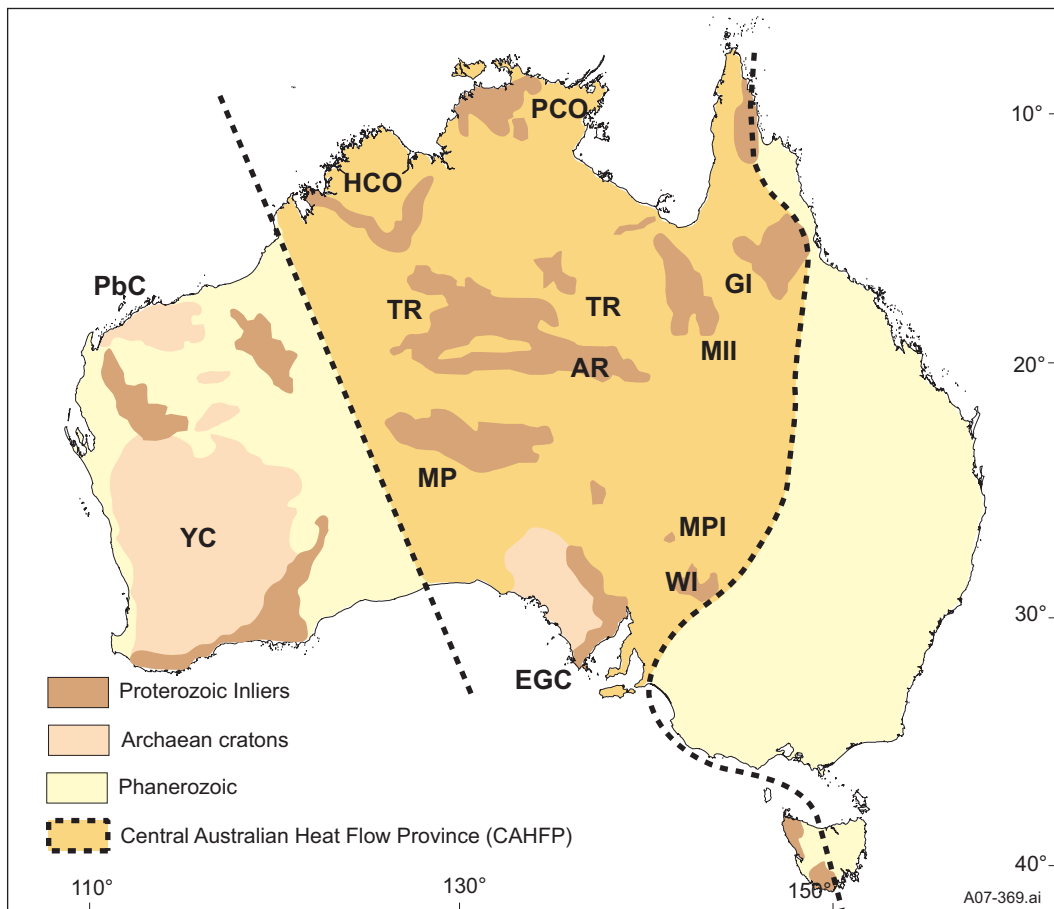 PCO
10°
HCO
PbC
GI
TR
TR
MII
20°
AR
MP
MPI
YC
WI
30°
EGC
Proterozoic Inliers
Archaean cratons
Phanerozoic
Central Australian Heat Flow Province (CAHFP)
40°
110°
130°
150°
A07-369.ai